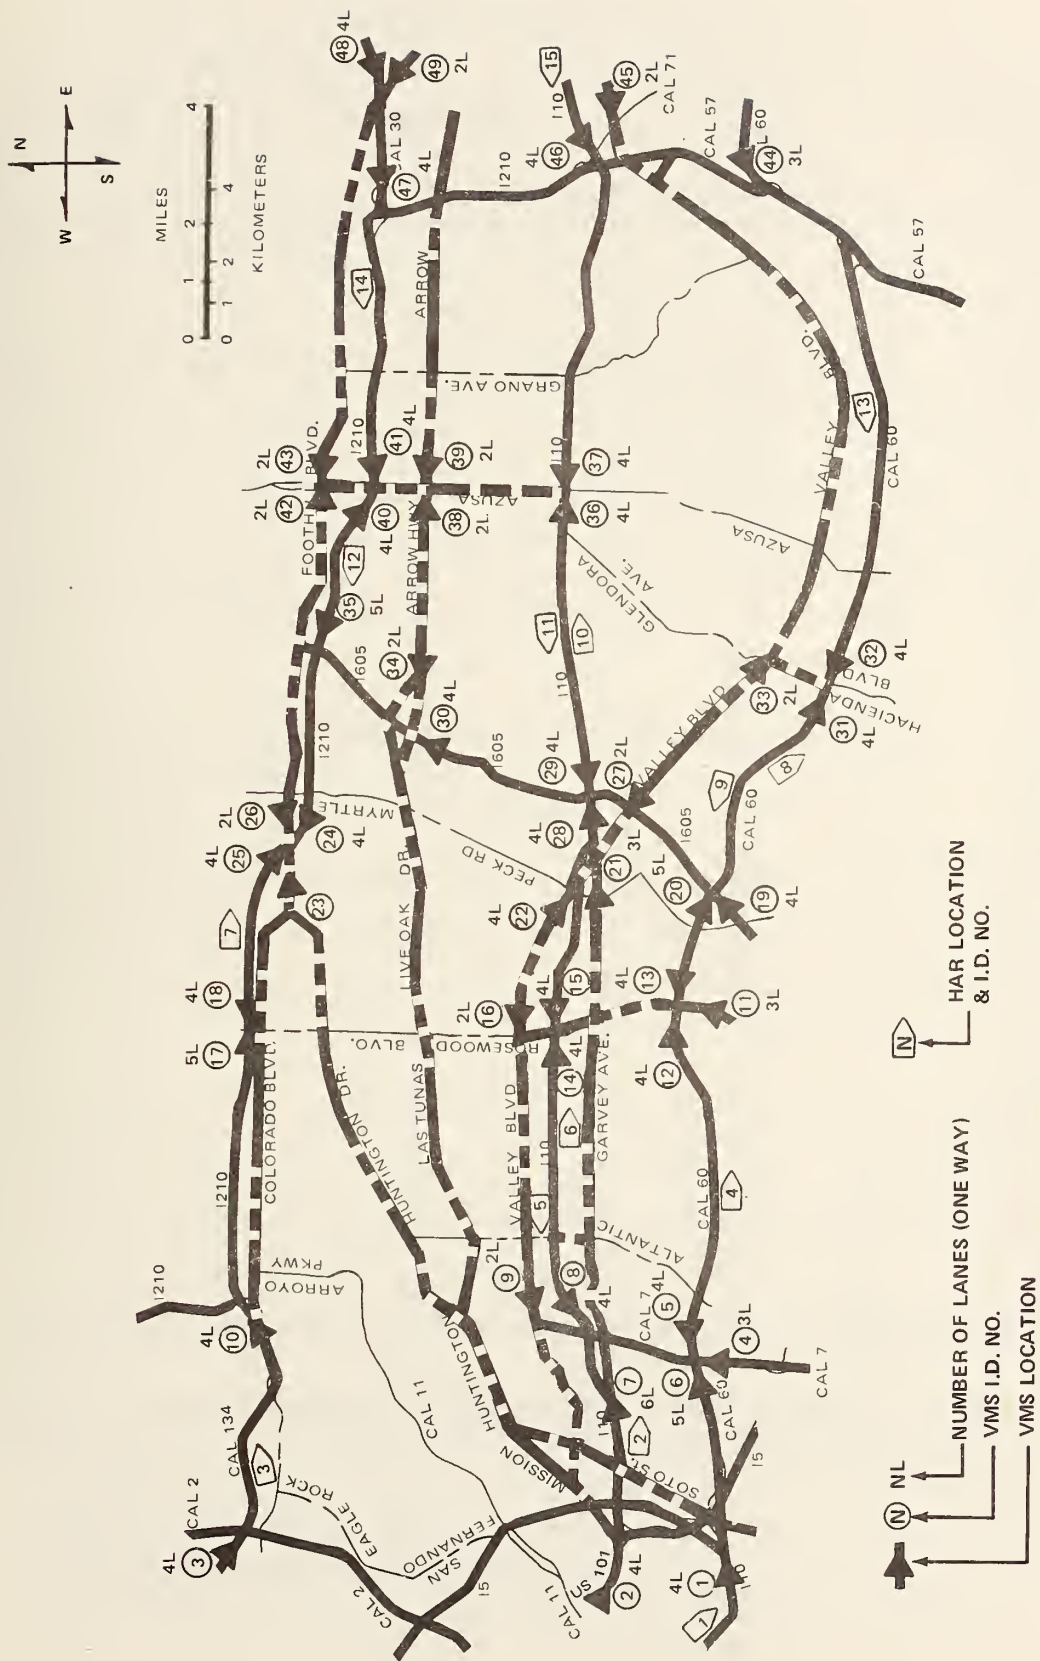 N
W
E
S
MILES
0 1 2 4
0 1 2 4
KILOMETERS
48 4L
49 2L
CAL 30
47 4L
I210
14
ARROW
GRANO AVE.
43 2L
42 2L
FOOTH BLVD.
I210
41 4L
40 4L
39 2L
38 2L
ARROW HWY
AZUSA
12
35 5L
I605
34 2L
30 4L
I605
I210
MYRTLE
26 2L
25 4L
24 4L
23
7
18 4L
17 5L
COLORADO BLVD.
I210
I210
ARROYO PKWY
10 4L
CAL 134
3
CAL 2
3 4L
EAGLE ROCK
CAL 2
SAN FERNANDO
I5
CAL 11
CAL 11
HUNTINGTON DR.
HUNTINGTON
MISSION
SOTO ST.
LAS TUNAS
LIVE OAK DR.
ROSEWOOD BLVO.
PECK RD
VALLEY BLVD
16 2L
22 4L
15 4L
14 4L
I10
5
6
GARVEY AVE.
9 2L
8 4L
7 6L
I10
2
US 101
2 4L
1 4L
I10
1
I5
CAL 60
6 5L
5 4L
4 3L
CAL 7
CAL 7
ALTANTIC
CAL 60
4
12 4L
13 4L
11 3L
19 4L
20 5L
21 3L
28 4L
27 2L
29 4L
I605
CAL 60
9
8
31 4L
32 4L
HACIENDA BLVD
33 2L
VALLEY BLVD
I10
11
10
GLENDORA AVE.
AZUSA
36 4L
37 4L
I10
VALLEY BLVD.
13
CAL 60
CAL 57
44 3L
L 60
CAL 57
CAL 71
45 2L
15
I10
46 4L
I210
N
HAR LOCATION
& I.D. NO.
N NL
NUMBER OF LANES (ONE WAY)
VMS I.D. NO.
VMS LOCATION